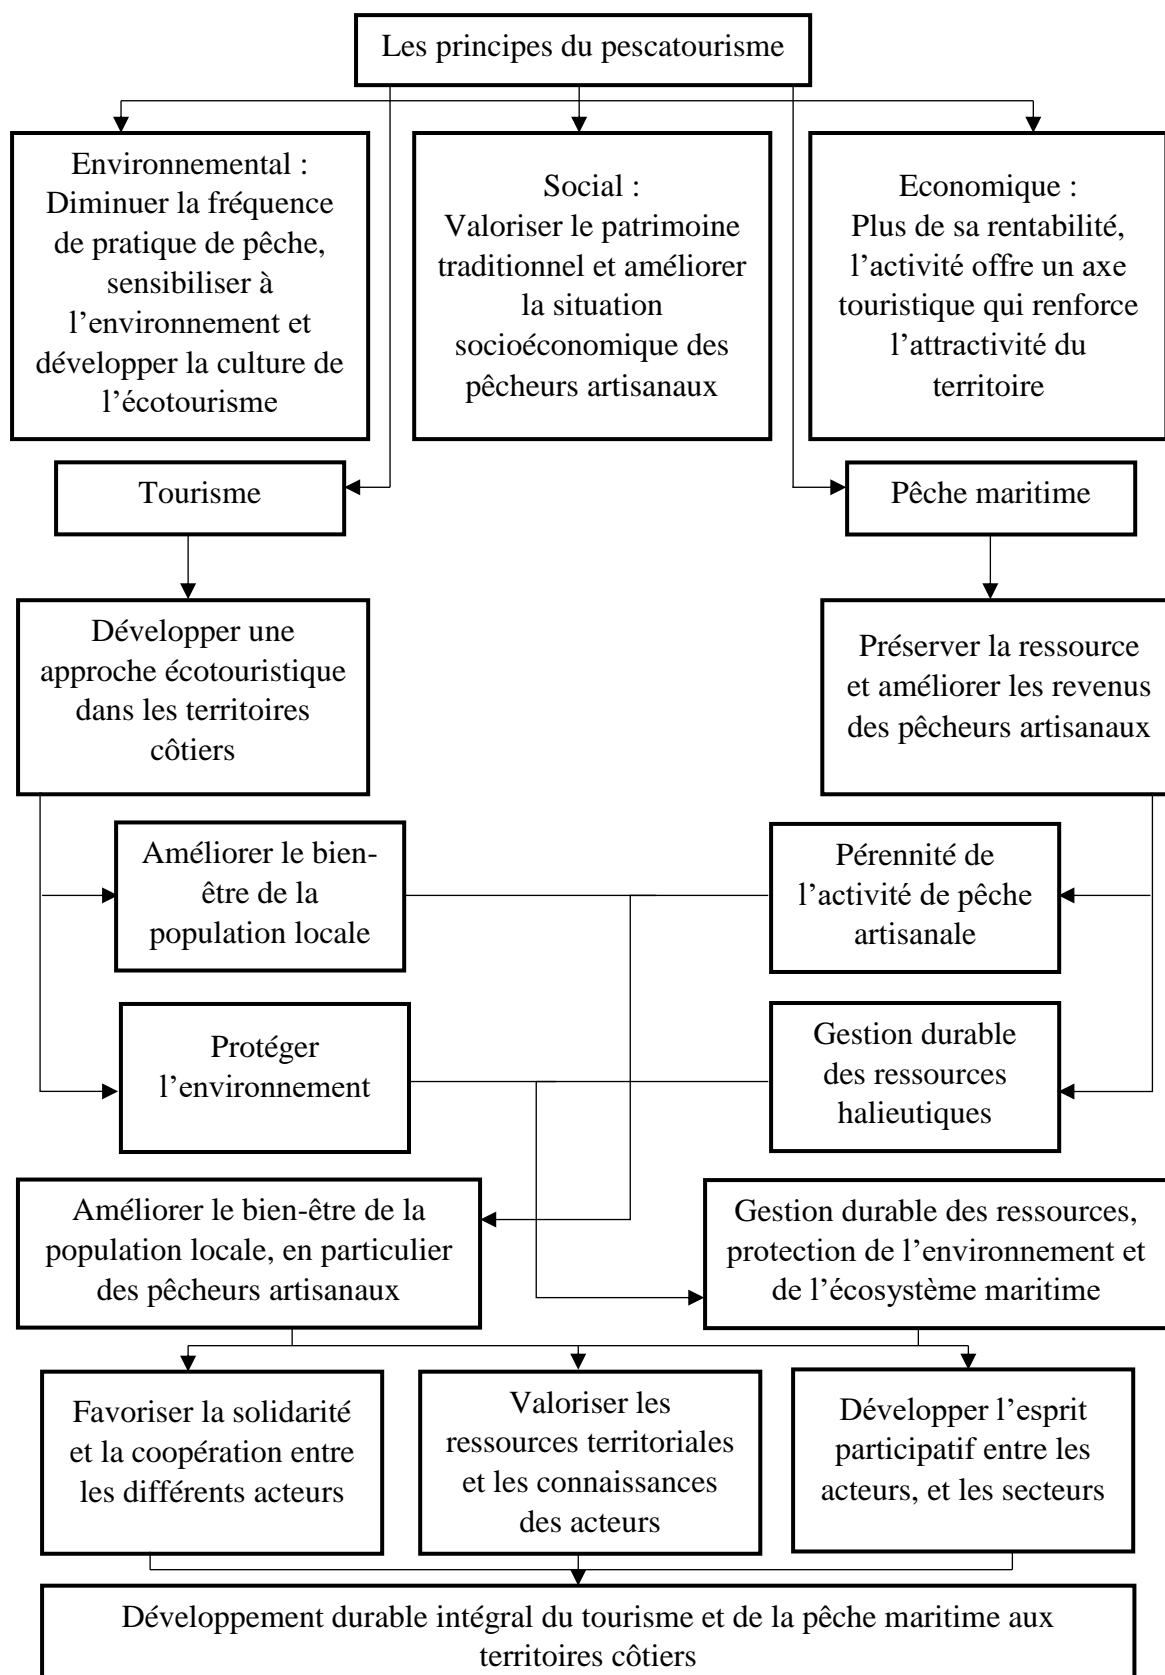 Les principes du pescatourisme
Environnemental :
Diminuer la fréquence
de pratique de pêche,
sensibiliser à
l’environnement et
développer la culture de
l’écotourisme
Social :
Valoriser le patrimoine
traditionnel et améliorer
la situation
socioéconomique des
pêcheurs artisanaux
Economique :
Plus de sa rentabilité,
l’activité offre un axe
touristique qui renforce
l’attractivité du
territoire
Tourisme
Pêche maritime
Développer une
approche écotouristique
dans les territoires
côtiers
Préserver la ressource
et améliorer les revenus
des pêcheurs artisanaux
Améliorer le bien-
être de la
population locale
Pérennité de
l’activité de pêche
artisanale
Protéger
l’environnement
Gestion durable
des ressources
halieutiques
Améliorer le bien-être de la
population locale, en particulier
des pêcheurs artisanaux
Gestion durable des ressources,
protection de l’environnement et
de l’écosystème maritime
Favoriser la solidarité
et la coopération entre
les différents acteurs
Valoriser les
ressources territoriales
et les connaissances
des acteurs
Développer l’esprit
participatif entre les
acteurs, et les secteurs
Développement durable intégral du tourisme et de la pêche maritime aux
territoires côtiers